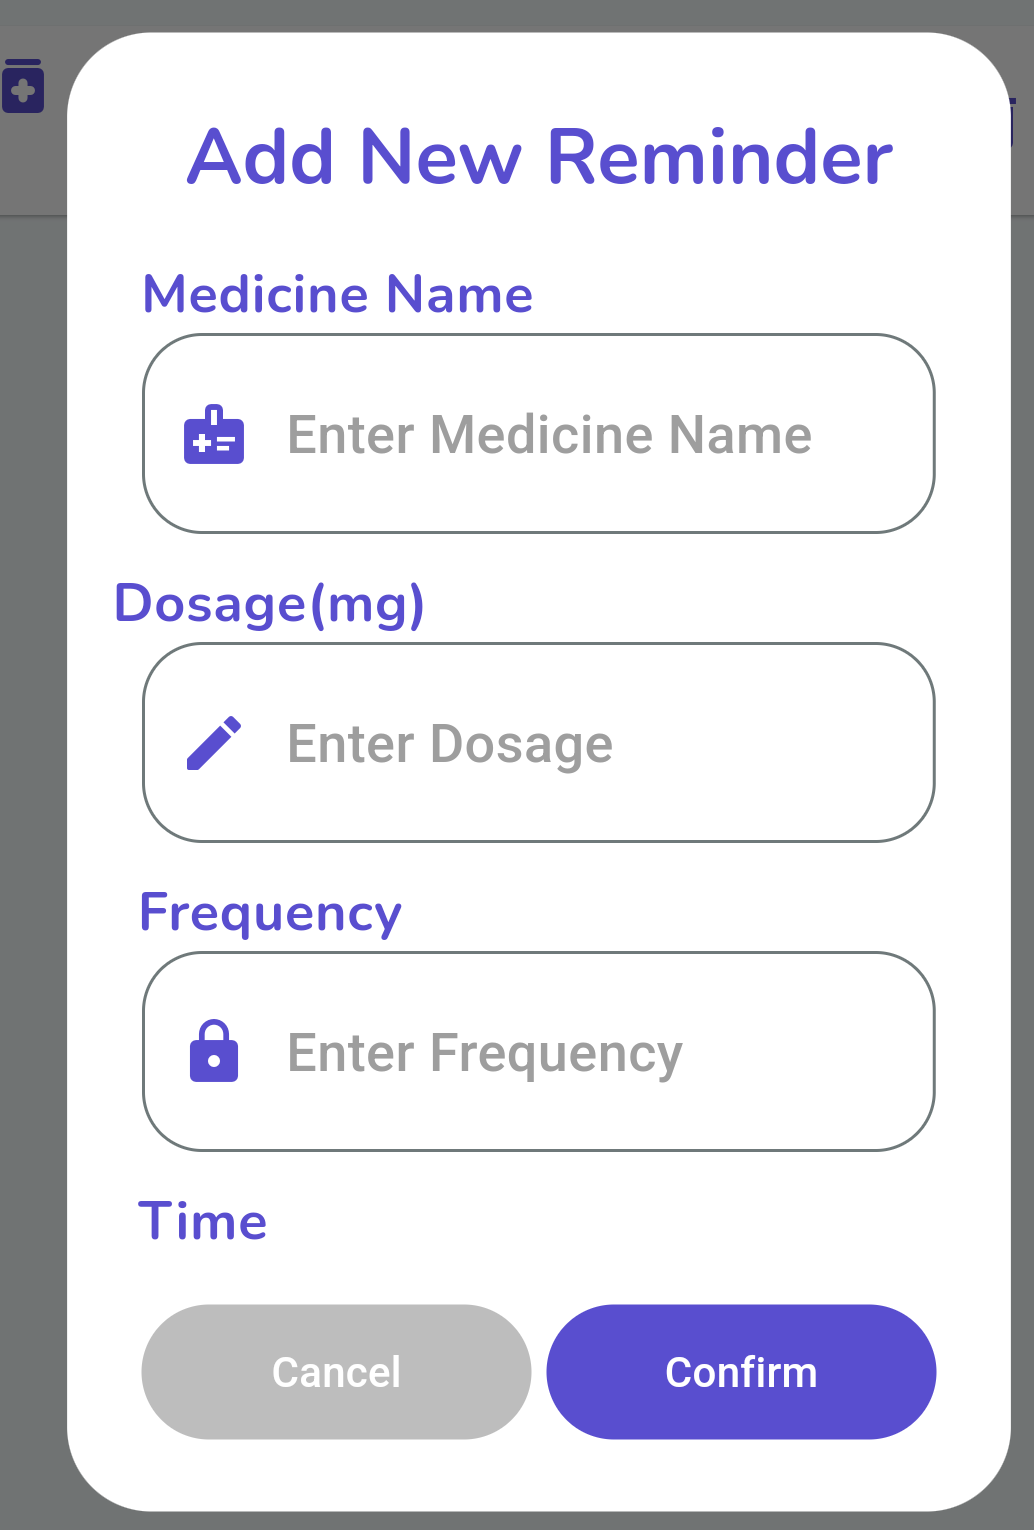 Add New Reminder
Medicine Name
Enter Medicine Name
Dosage(mg)
Enter Dosage
Frequency
Enter Frequency
Time
Cancel Confirm